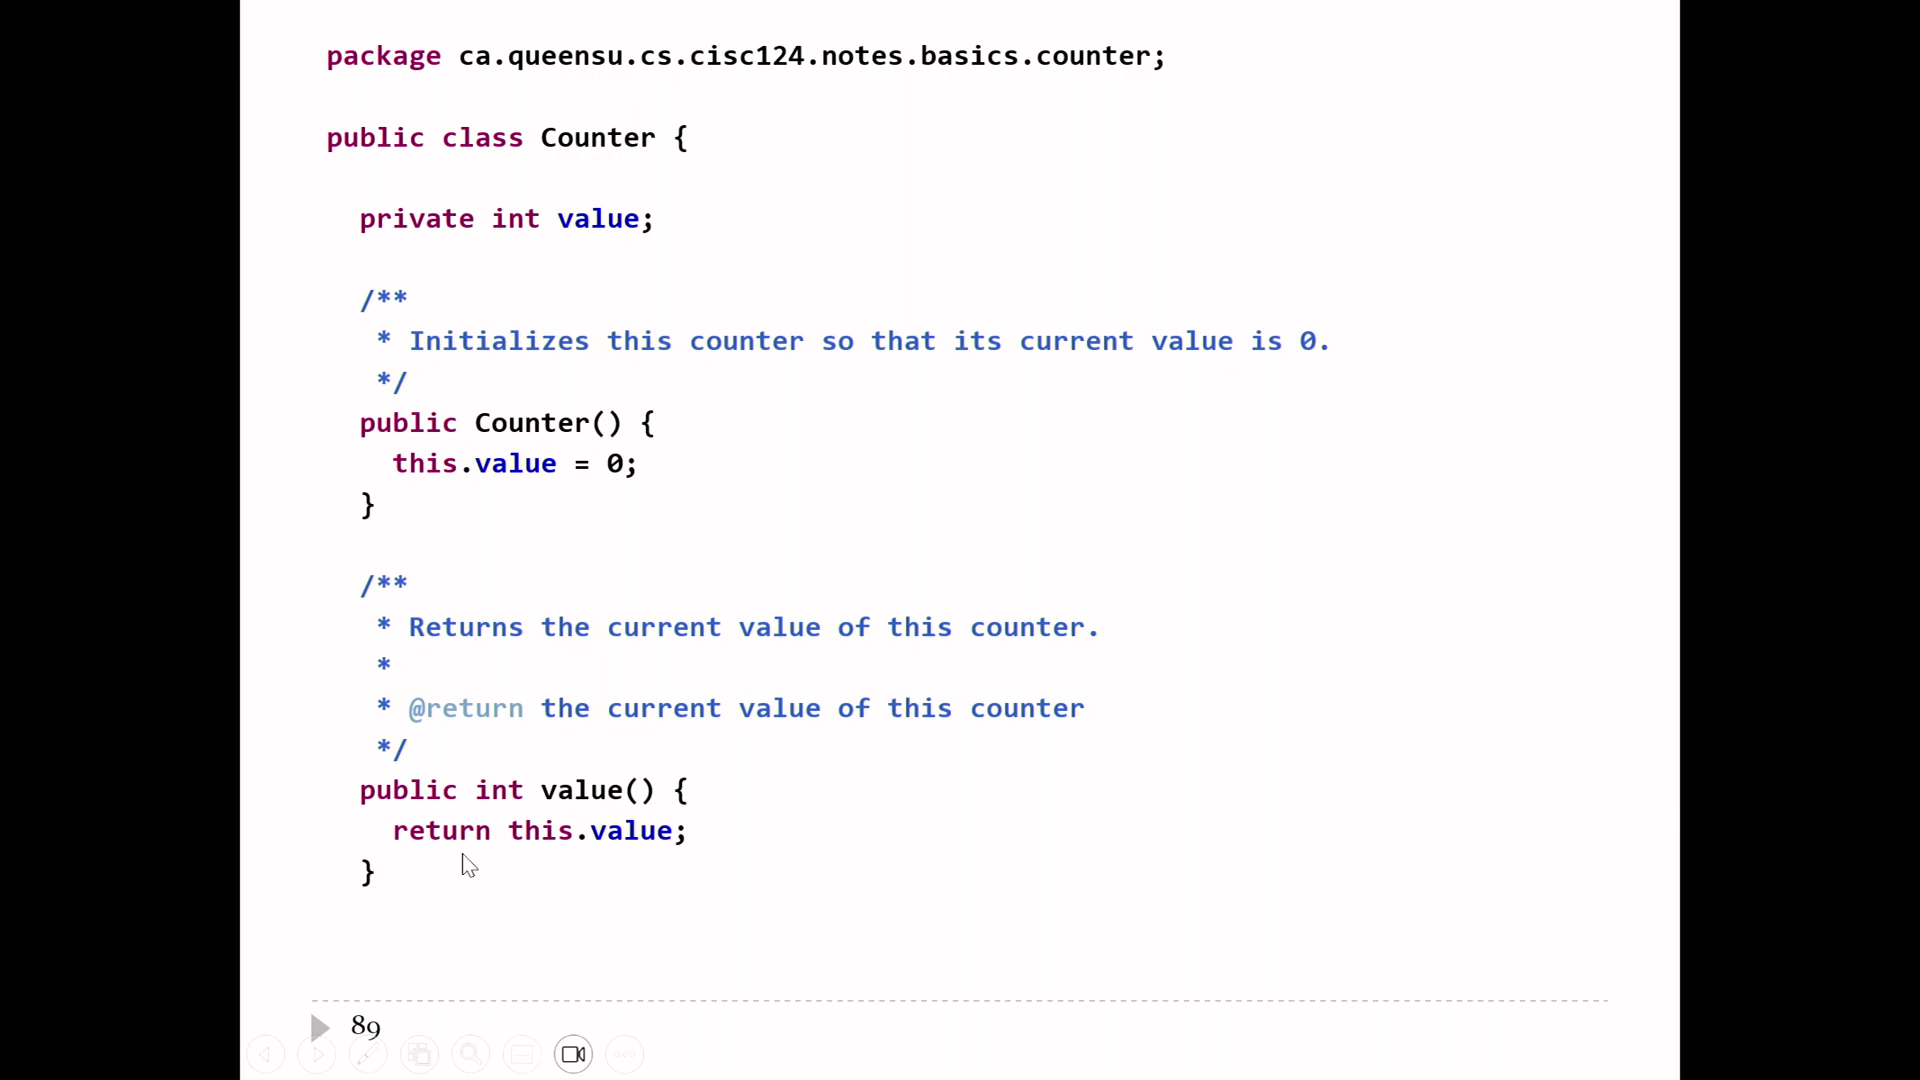 package ca.queensu.cs.cisc124.notes.basics.counter;
public class Counter {
private int value;
/**
* Initializes this counter so that its current value is 0.
*/
public Counter() {
this.value = 0;
}
/**
* Returns the current value of this counter.
*
* @return the current value of this counter
*/
public int value() {
return this.value;
}
89